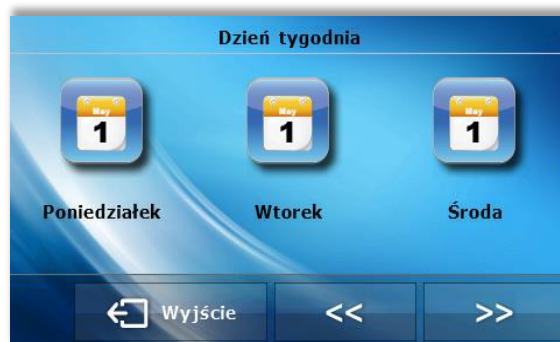 Dzień tygodnia
May May May
1 1 1
Poniedziałek Wtorek Środa
Wyjście << >>